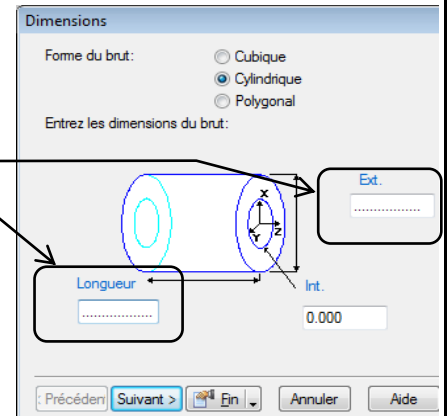 Dimensions
Forme du brut:
Cubique
Cylindrique
Polygonal
Entrez les dimensions du brut:
Ext.
.................
X
Y Z
Longueur
..................
Int.
0.000
: Précéden Suivant > Fin Annuler Aide